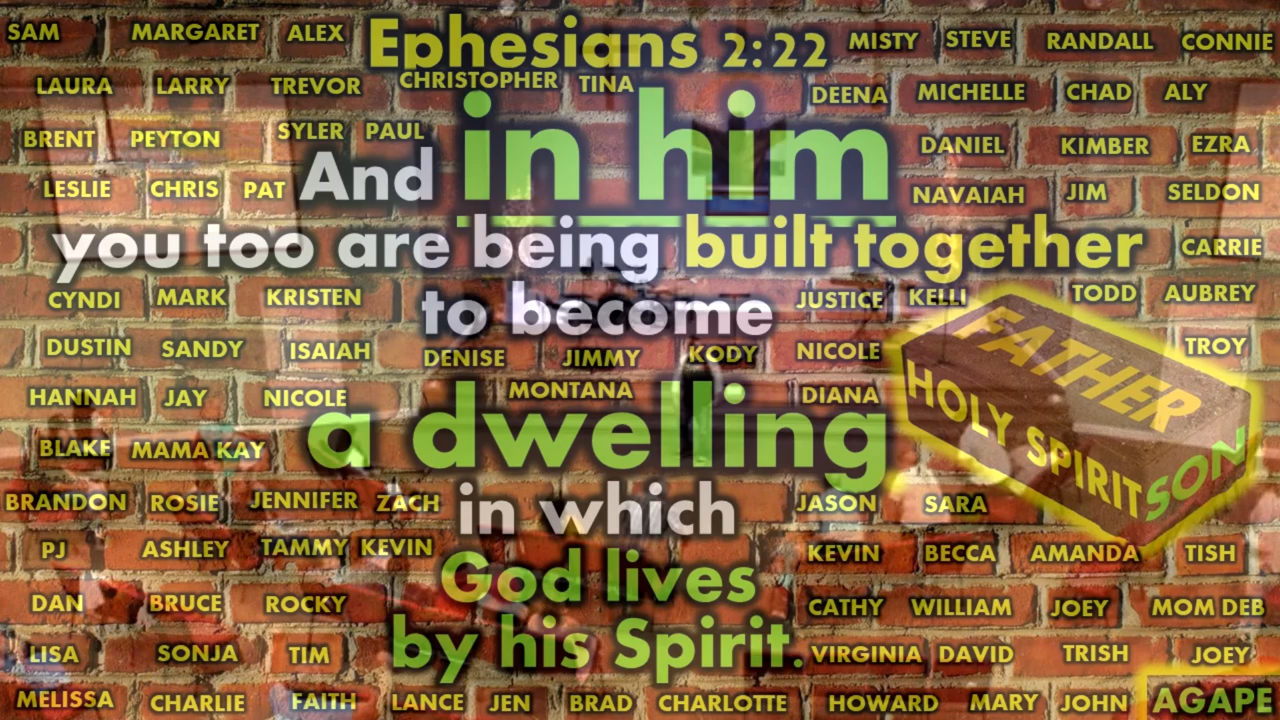 SAM MARGARET ALEX Ephesians 2:22 MISTY STEVE RANDALL CONNIE
LAURA LARRY TREVOR CHRISTOPHER TINA DEENA MICHELLE CHAD ALY
BRENT PEYTON SYLER PAUL DANIEL KIMBER EZRA
LESLIE CHRIS PAT And in him NAVAIAH JIM SELDON
you too are being built together CARRIE
CYNDI MARK KRISTEN to become JUSTICE KELLI TODD AUBREY
DUSTIN SANDY ISAIAH DENISE JIMMY KODY NICOLE TROY
HANNAH JAY NICOLE MONTANA DIANA
FATHER
HOLY SPIRIT SON
BLAKE MAMA KAY a dwelling
BRANDON ROSIE JENNIFER ZACH in which JASON SARA
PJ ASHLEY TAMMY KEVIN KEVIN BECCA AMANDA TISH
God lives
DAN BRUCE ROCKY CATHY WILLIAM JOEY MOM DEB
LISA SONJA TIM by his Spirit. VIRGINIA DAVID TRISH JOEY
MELISSA CHARLIE FAITH LANCE JEN BRAD CHARLOTTE HOWARD MARY JOHN AGAPE